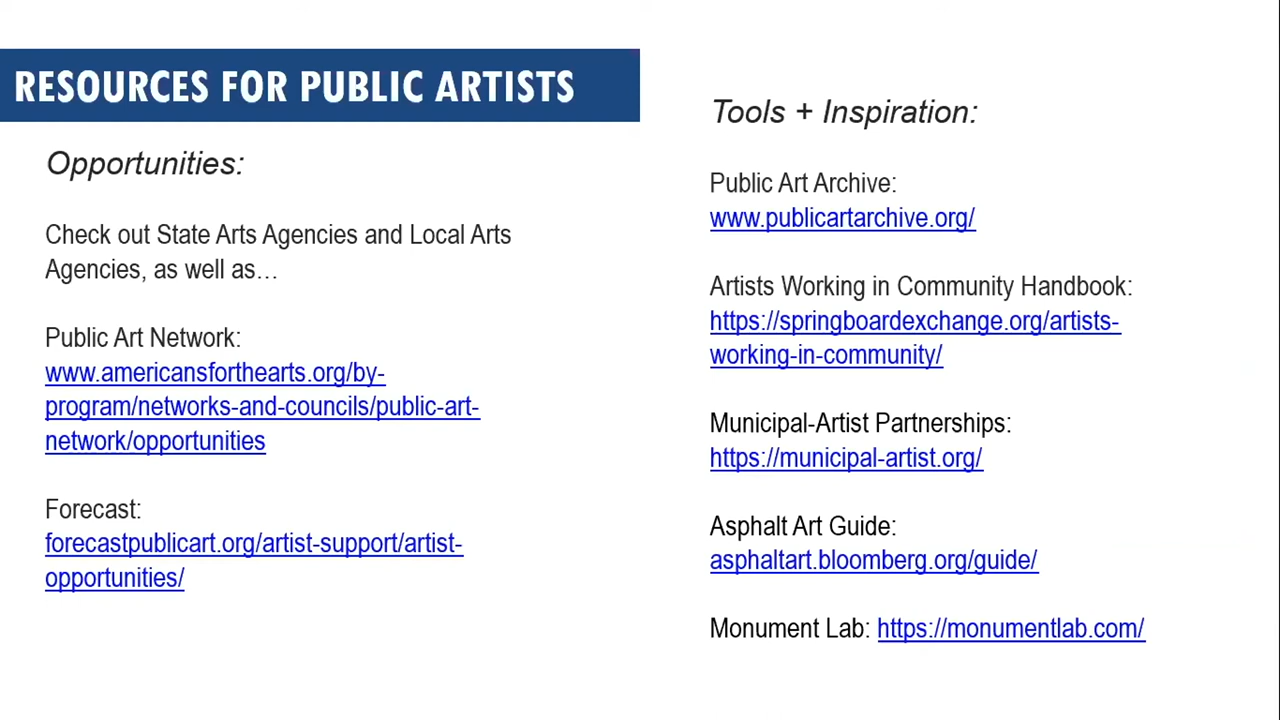 RESOURCES FOR PUBLIC ARTISTS
Opportunities:
Check out State Arts Agencies and Local Arts
Agencies, as well as…
Public Art Network:
www.americansforthearts.org/by-
program/networks-and-councils/public-art-
network/opportunities
Forecast:
forecastpublicart.org/artist-support/artist-
opportunities/
Tools + Inspiration:
Public Art Archive:
www.publicartarchive.org/
Artists Working in Community Handbook:
https://springboardexchange.org/artists-
working-in-community/
Municipal-Artist Partnerships:
https://municipal-artist.org/
Asphalt Art Guide:
asphaltart.bloomberg.org/guide/
Monument Lab: https://monumentlab.com/